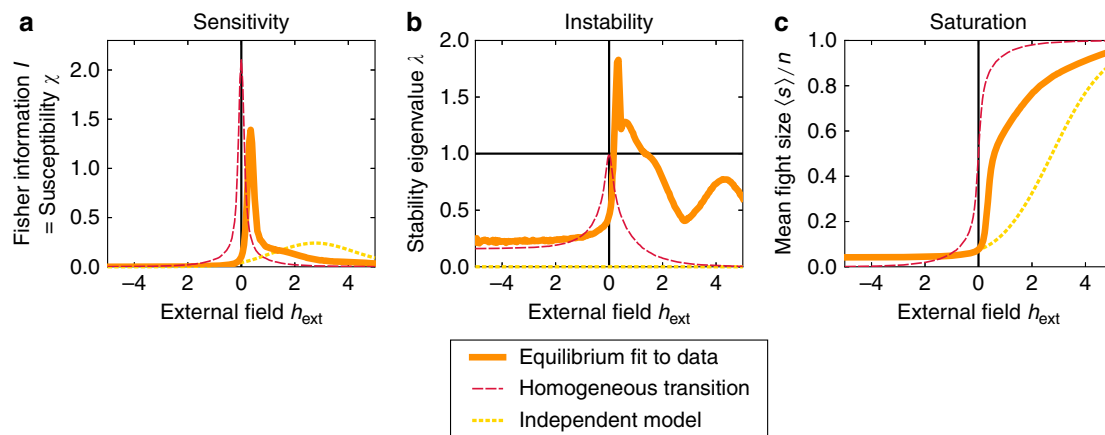 a
Sensitivity
Fisher information I
= Susceptibility χ
2.0
1.5
1.0
0.5
0.0
−4 −2 0 2 4
External field hext
b
Instability
Stability eigenvalue λ
2.0
1.5
1.0
0.5
0.0
−4 2 0 2 4
External field hext
c
Saturation
Mean fight size ⟨s⟩/n
1.0
0.8
0.6
0.4
0.2
0.0
−4 −2 0 2 4
External field hext
Equilibrium fit to data
Homogeneous transition
Independent model